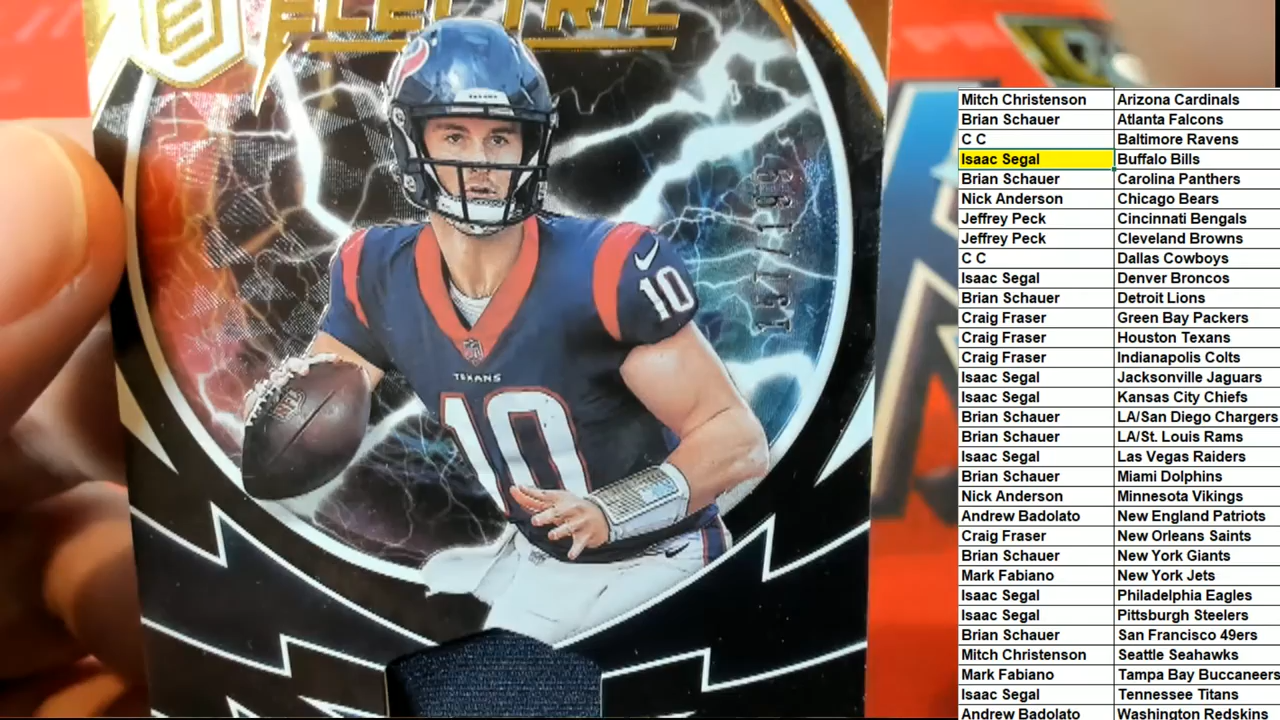 ELECTRIC
TEXANS
10
157/199
TEXANS
10
Mitch Christenson Arizona Cardinals
Brian Schauer Atlanta Falcons
C C Baltimore Ravens
Isaac Segal Buffalo Bills
Brian Schauer Carolina Panthers
Nick Anderson Chicago Bears
Jeffrey Peck Cincinnati Bengals
Jeffrey Peck Cleveland Browns
C C Dallas Cowboys
Isaac Segal Denver Broncos
Brian Schauer Detroit Lions
Craig Fraser Green Bay Packers
Craig Fraser Houston Texans
Craig Fraser Indianapolis Colts
Isaac Segal Jacksonville Jaguars
Isaac Segal Kansas City Chiefs
Brian Schauer LA/San Diego Chargers
Brian Schauer LA/St. Louis Rams
Isaac Segal Las Vegas Raiders
Brian Schauer Miami Dolphins
Nick Anderson Minnesota Vikings
Andrew Badolato New England Patriots
Craig Fraser New Orleans Saints
Brian Schauer New York Giants
Mark Fabiano New York Jets
Isaac Segal Philadelphia Eagles
Isaac Segal Pittsburgh Steelers
Brian Schauer San Francisco 49ers
Mitch Christenson Seattle Seahawks
Mark Fabiano Tampa Bay Buccaneers
Isaac Segal Tennessee Titans
Andrew Badolato Washington Redskins